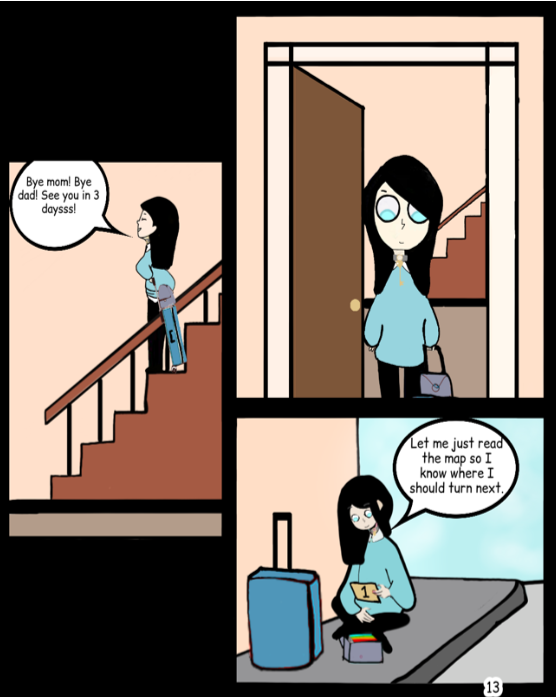 Bye mom! Bye
dad! See you in 3
daysss!
Let me just read
the map so I
know where I
should turn next.
1
13